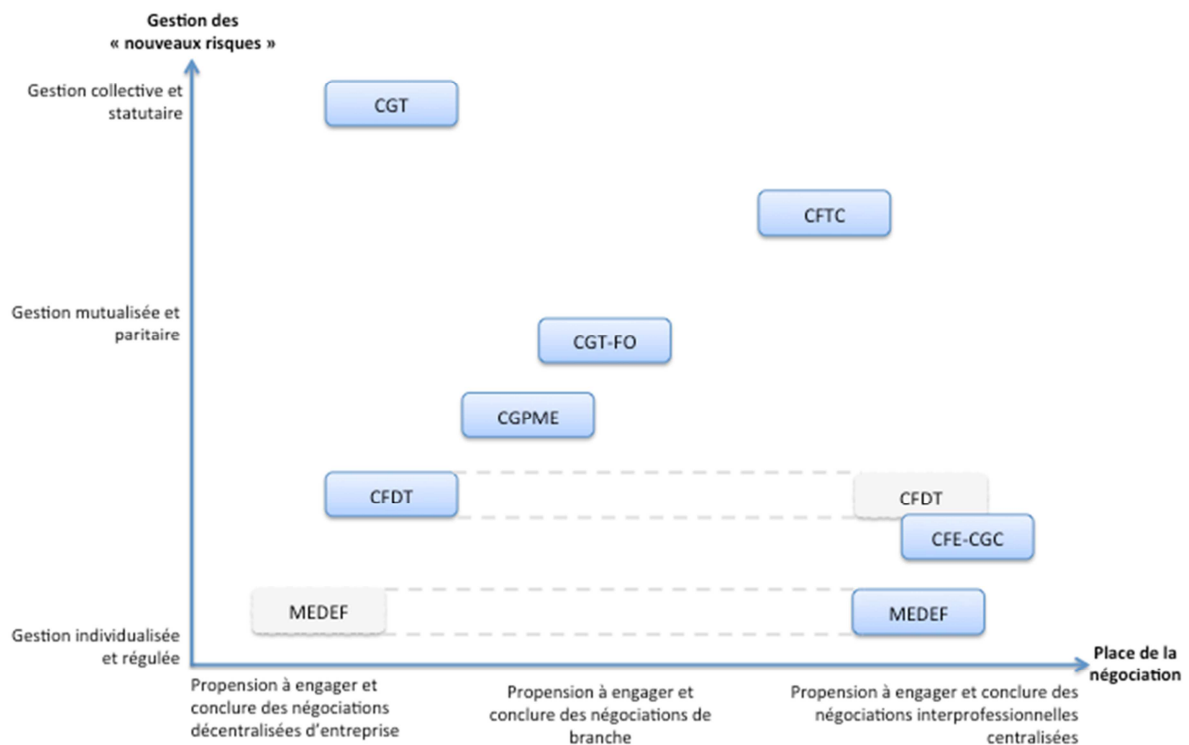 Gestion des
« nouveaux risques »
Gestion collective et
statutaire
CGT
CFTC
Gestion mutualisée et
paritaire
CGT-FO
CGPME
CFDT
CFDT
CFE-CGC
MEDEF
MEDEF
Gestion individualisée
et régulée
Place de la
négociation
Propension à engager et
conclure des négociations
décentralisées d'entreprise
Propension à engager et
conclure des négociations de
branche
Propension à engager et conclure des
négociations interprofessionnelles
centralisées